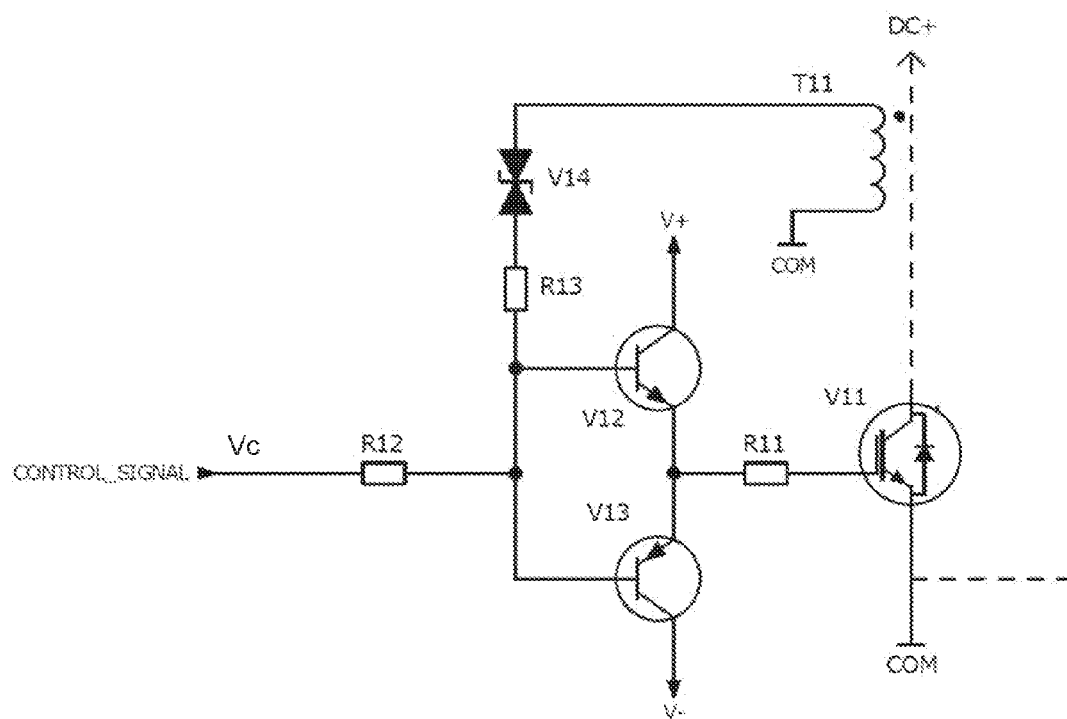 DC+
T11
V14
V+
COM
R13
V12
V11
Vc
R12
R11
CONTROL_SIGNAL
V13
COM
V-